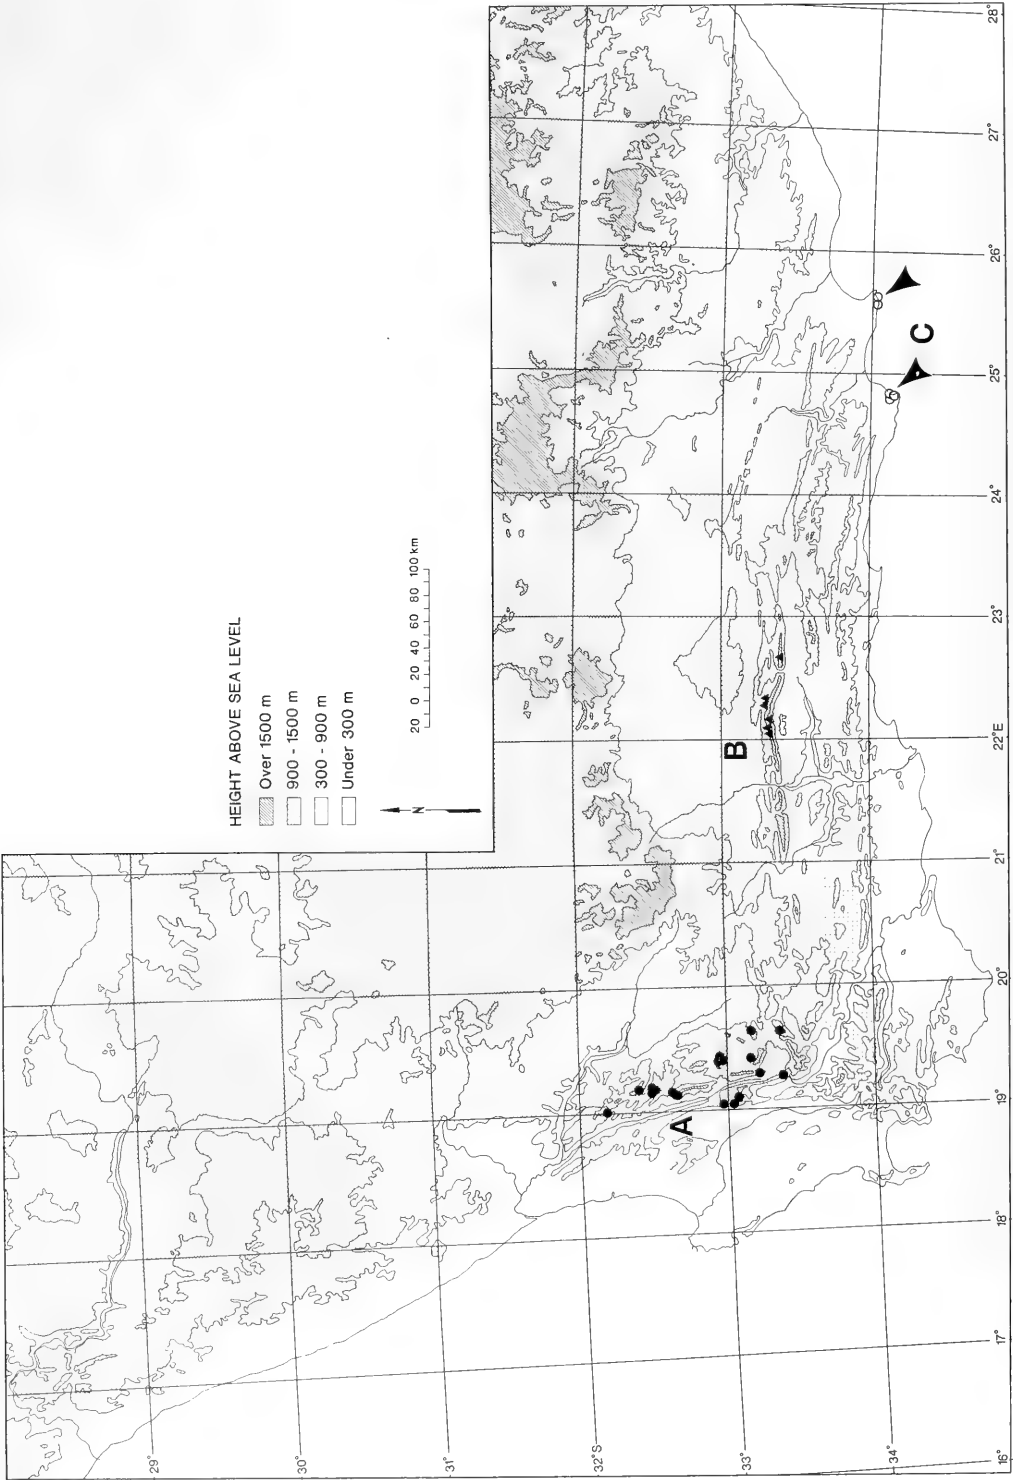 HEIGHT ABOVE SEA LEVEL
Over 1500 m
900 - 1500 m
300 - 900 m
Under 300 m
N
20 0 20 40 60 80 100 km
A
B
C
29°
30°
31°
32°S
33°
34°
16°
17°
18°
19°
20°
21°
22°E
23°
24°
25°
26°
27°
28°